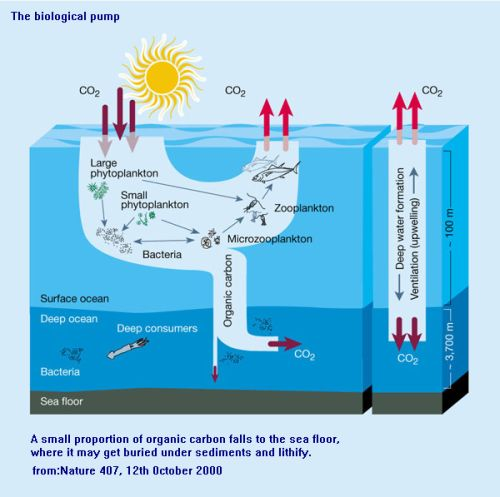 The biological pump
CO2
CO2
CO2
Large
phytoplankton
Small
phytoplankton
Zooplankton
Microzooplankton
Bacteria
Organic carbon
Surface ocean
Deep ocean
Deep consumers
CO2
Bacteria
Sea floor
Deep water formation
Ventilation (upwelling)
~ 100 m
CO2
~ 3,700 m
A small proportion of organic carbon falls to the sea floor,
where it may get buried under sediments and lithify.
from:Nature 407, 12th October 2000